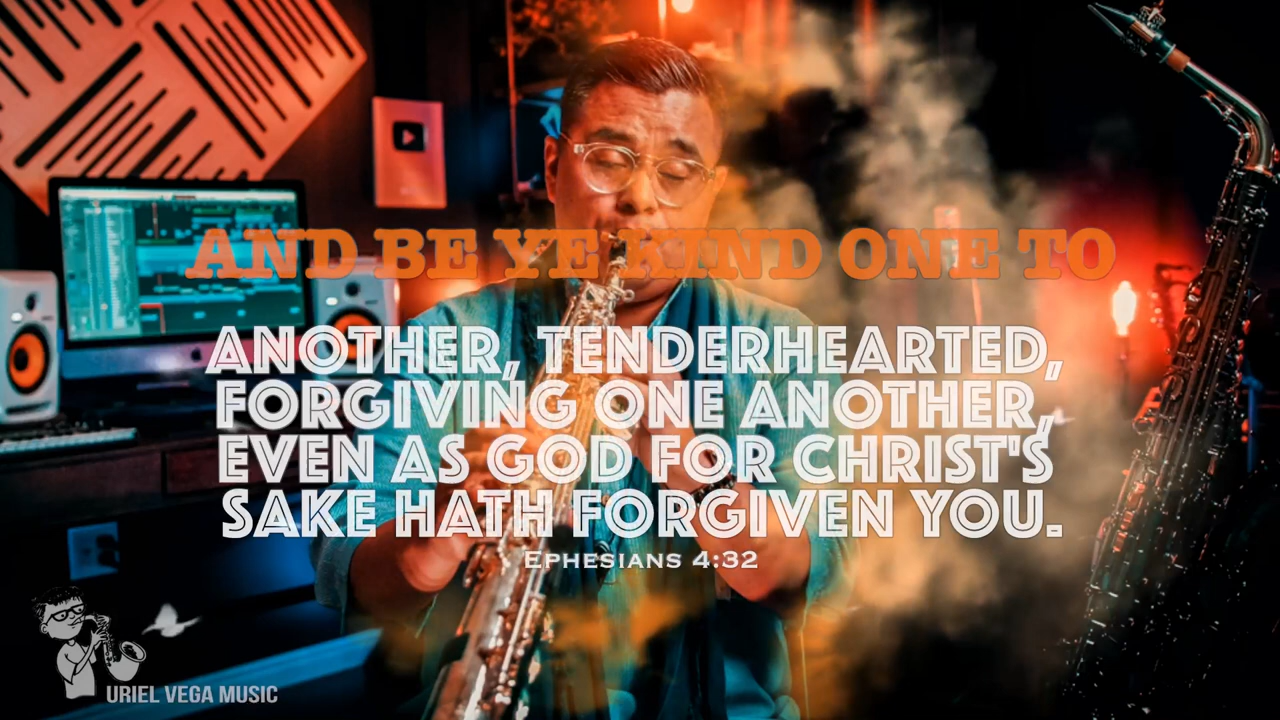 AND BE YE KIND ONE TO
ANOTHER, TENDERHEARTED,
FORGIVING ONE ANOTHER,
EVEN AS GOD FOR CHRIST'S
SAKE HATH FORGIVEN YOU.
EPHESIANS 4:32
URIEL VEGA MUSIC